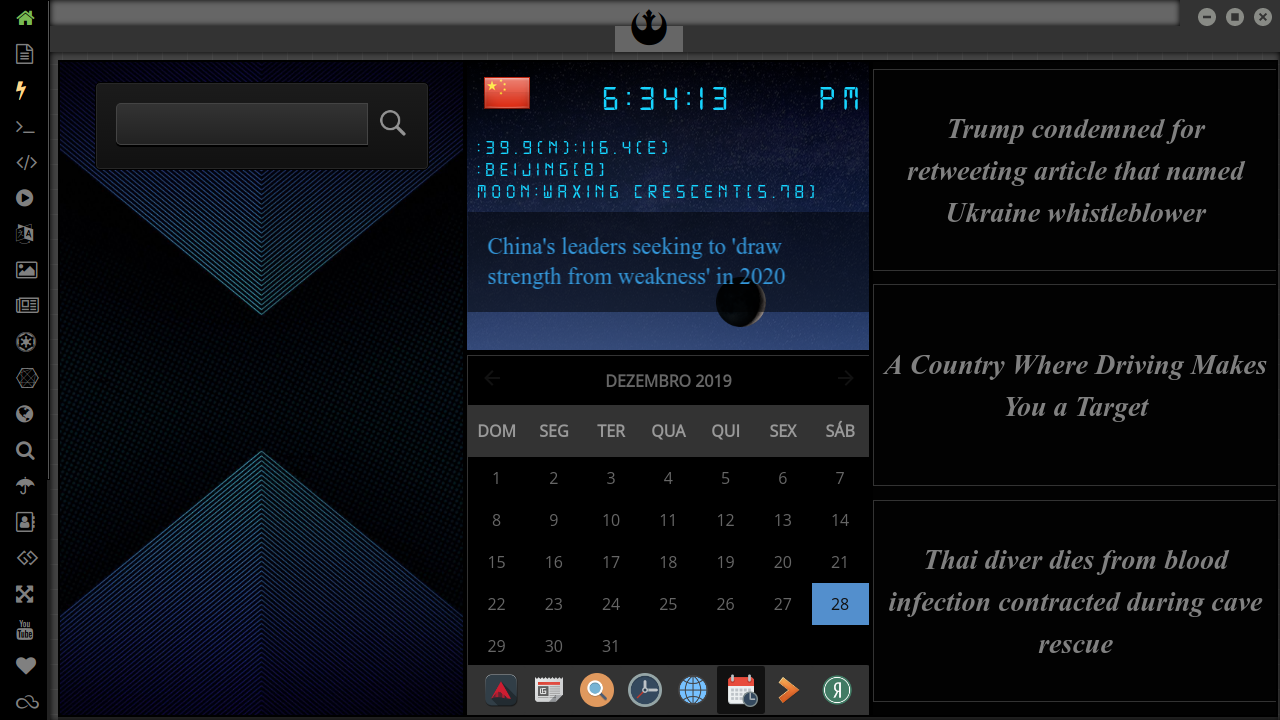 6:34:13 PM
:39.9(N):116.4(E)
:BEIJING(8)
MOON:WAXING CRESCENT(5.78)
China's leaders seeking to 'draw
strength from weakness' in 2020
DEZEMBRO 2019
DOM SEG TER QUA QUI SEX SÁB
1 2 3 4 5 6 7
8 9 10 11 12 13 14
15 16 17 18 19 20 21
22 23 24 25 26 27 28
29 30 31
Trump condemned for
retweeting article that named
Ukraine whistleblower
A Country Where Driving Makes
You a Target
Thai diver dies from blood
infection contracted during cave
rescue
You
Tube
Я